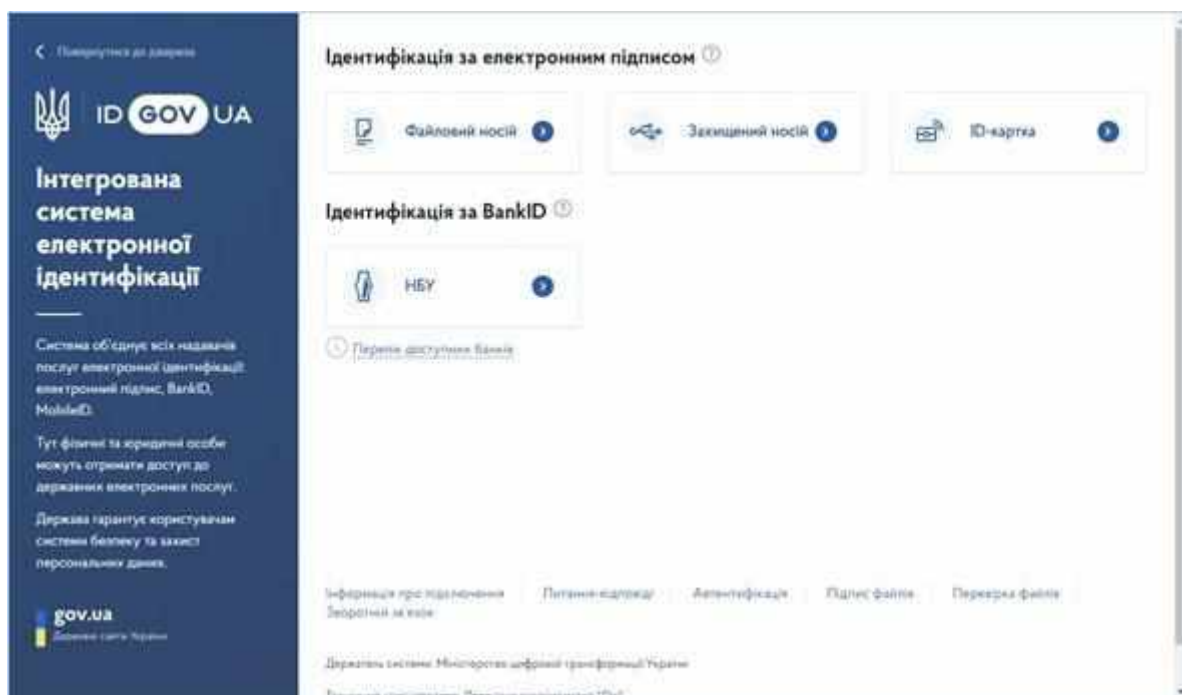 Повернутися до джерела
ID GOV UA
Інтегрована
система
електронної
ідентифікації
Система об'єднує всіх надавачів
послуг електронної ідентифікації:
електронний підпис, BankID,
MobileID.
Тут фізичні та юридичні особи
можуть отримати доступ до
державних електронних послуг.
Держава гарантує користувачам
системи безпеку та захист
персональних даних.
gov.ua
Державні сайти України
Ідентифікація за електронним підписом
Файловий носій
Захищений носій
ID-картка
Ідентифікація за BankID
НБУ
Перелік доступних банків
Інформація про підключення Питання-відповіді Автентифікація Підпис файлів Перевірка файлів
Зворотній зв'язок
Держатель системи: Міністерство цифрової трансформації України